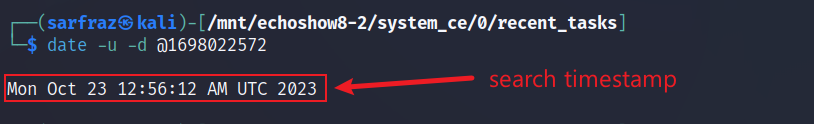 ┌──(sarfraz㉿kali)-[/mnt/echoshow8-2/system_ce/0/recent_tasks]
└─$ date -u -d @1698022572
Mon Oct 23 12:56:12 AM UTC 2023
search timestamp